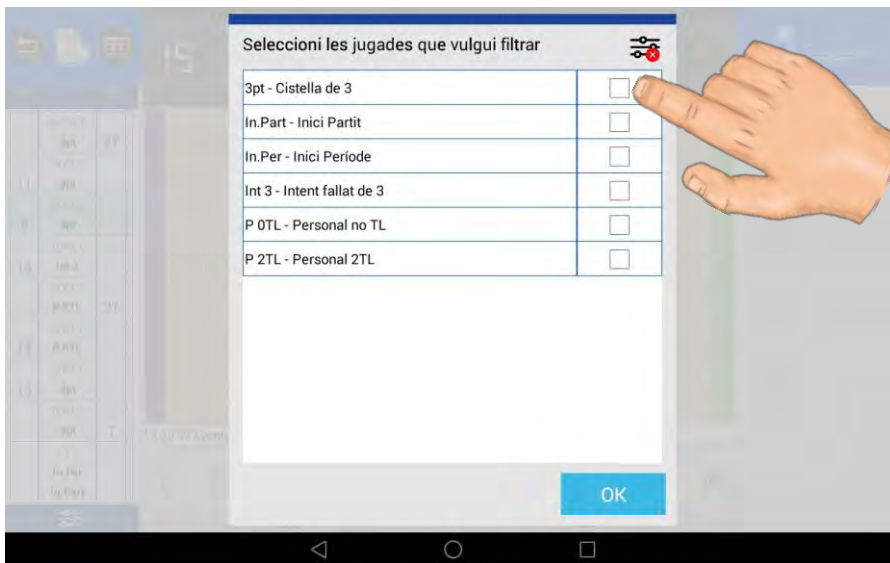 Seleccioni les jugades que vulgui filtrar
3pt - Cistella de 3
In.Part - Inici Partit
In.Per - Inici Període
Int 3 - Intent fallat de 3
P 0TL - Personal no TL
P 2TL - Personal 2TL
OK
15